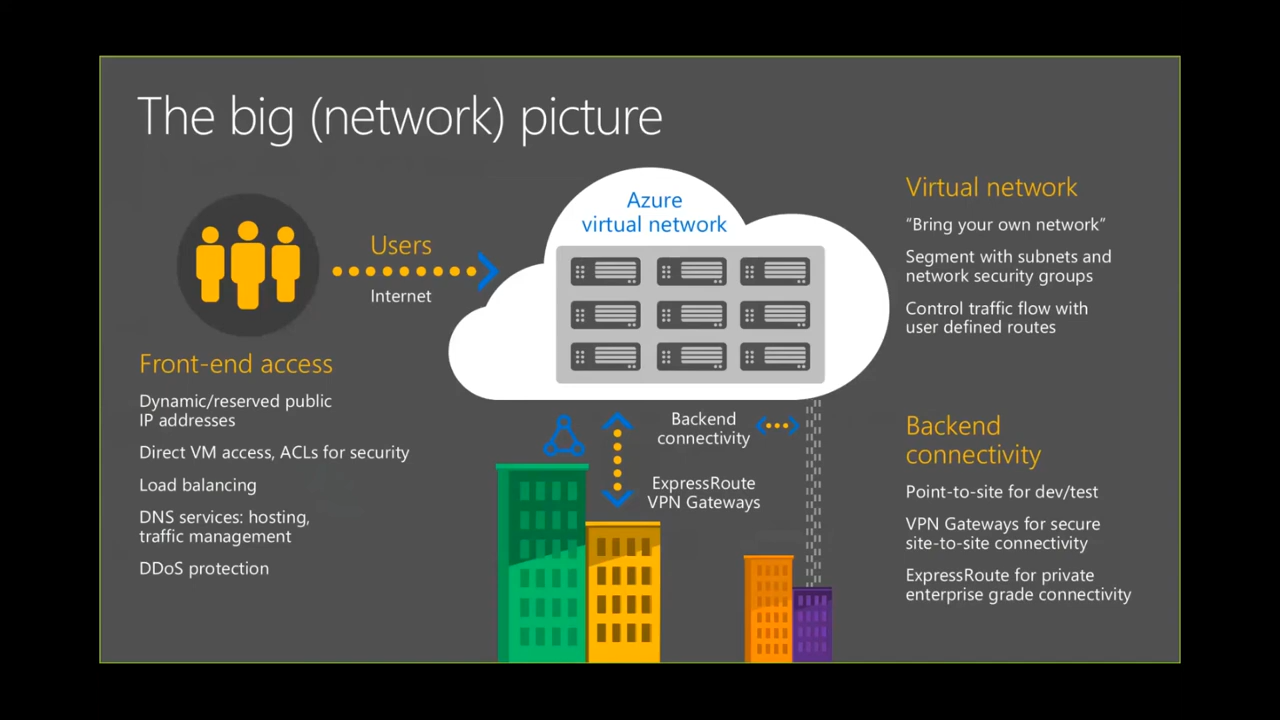 The big (network) picture
Users
Internet
Front-end access
Dynamic/reserved public
IP addresses
Direct VM access, ACLs for security
Load balancing
DNS services: hosting,
traffic management
DDoS protection
Azure
virtual network
Backend
connectivity
ExpressRoute
VPN Gateways
Virtual network
“Bring your own network”
Segment with subnets and
network security groups
Control traffic flow with
user defined routes
Backend
connectivity
Point-to-site for dev/test
VPN Gateways for secure
site-to-site connectivity
ExpressRoute for private
enterprise grade connectivity